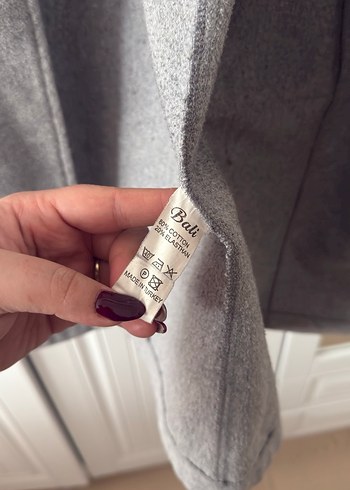 Bali
80% COTTON
20% ELASTHAN
MADE IN TURKEY